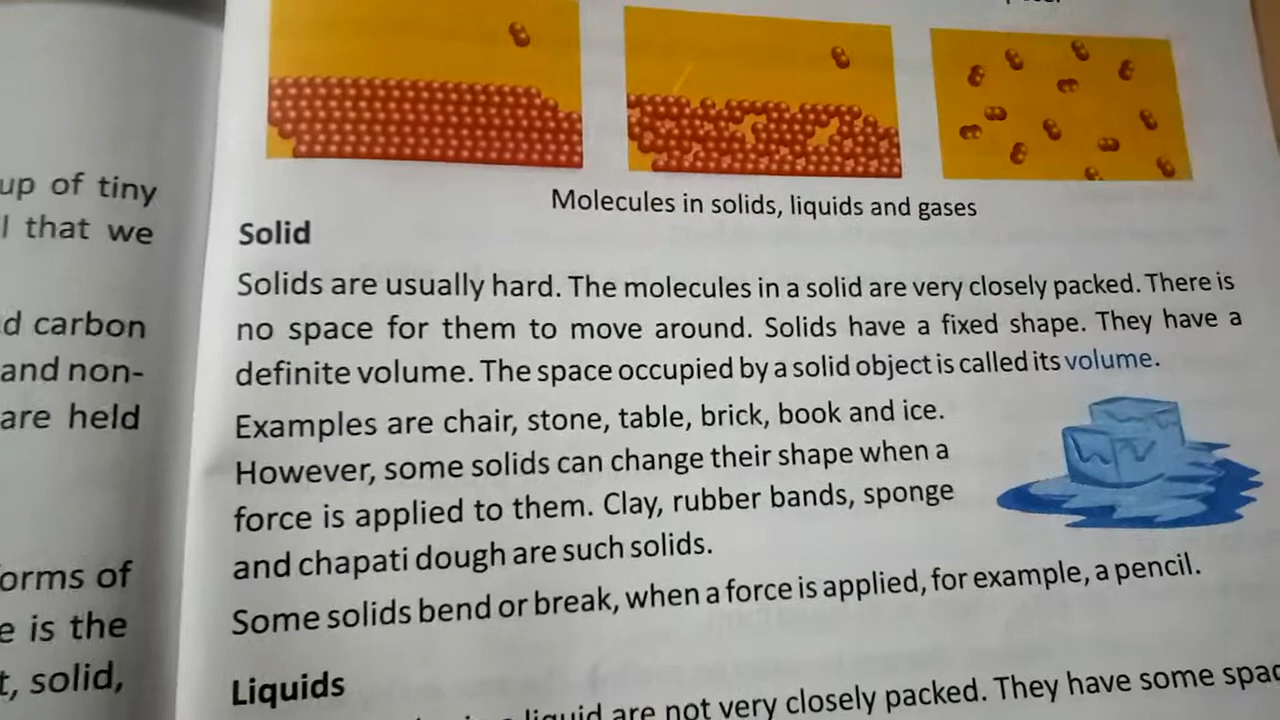 up of tiny
that we
d carbon
and non-
are held
orms of
e is the
t, solid,
Molecules in solids, liquids and gases
Solid
Solids are usually hard. The molecules in a solid are very closely packed. There is
no space for them to move around. Solids have a fixed shape. They have a
definite volume. The space occupied by a solid object is called its volume.
Examples are chair, stone, table, brick, book and ice.
However, some solids can change their shape when a
force is applied to them. Clay, rubber bands, sponge
and chapati dough are such solids.
Some solids bend or break, when a force is applied, for example, a pencil.
Liquids
liquid are not very closely packed. They have some spac